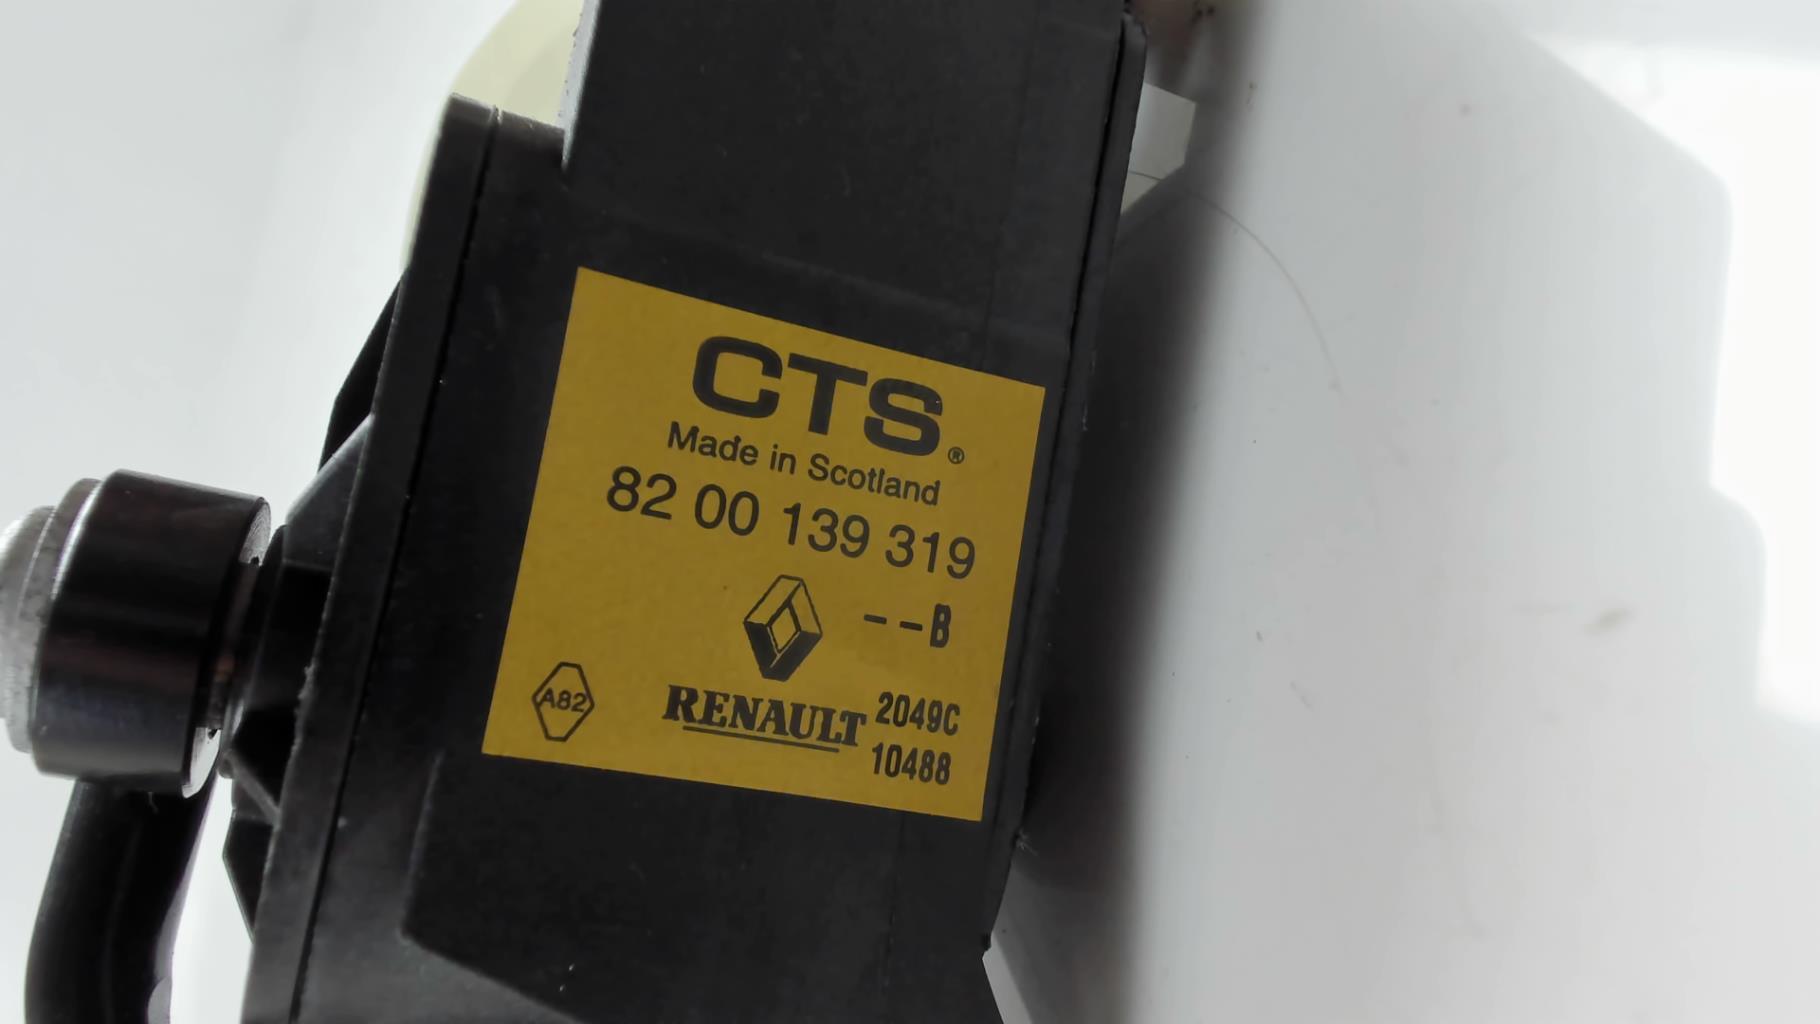 CTS®
Made in Scotland
82 00 139 319
--B
A82
RENAULT
2049C
10488